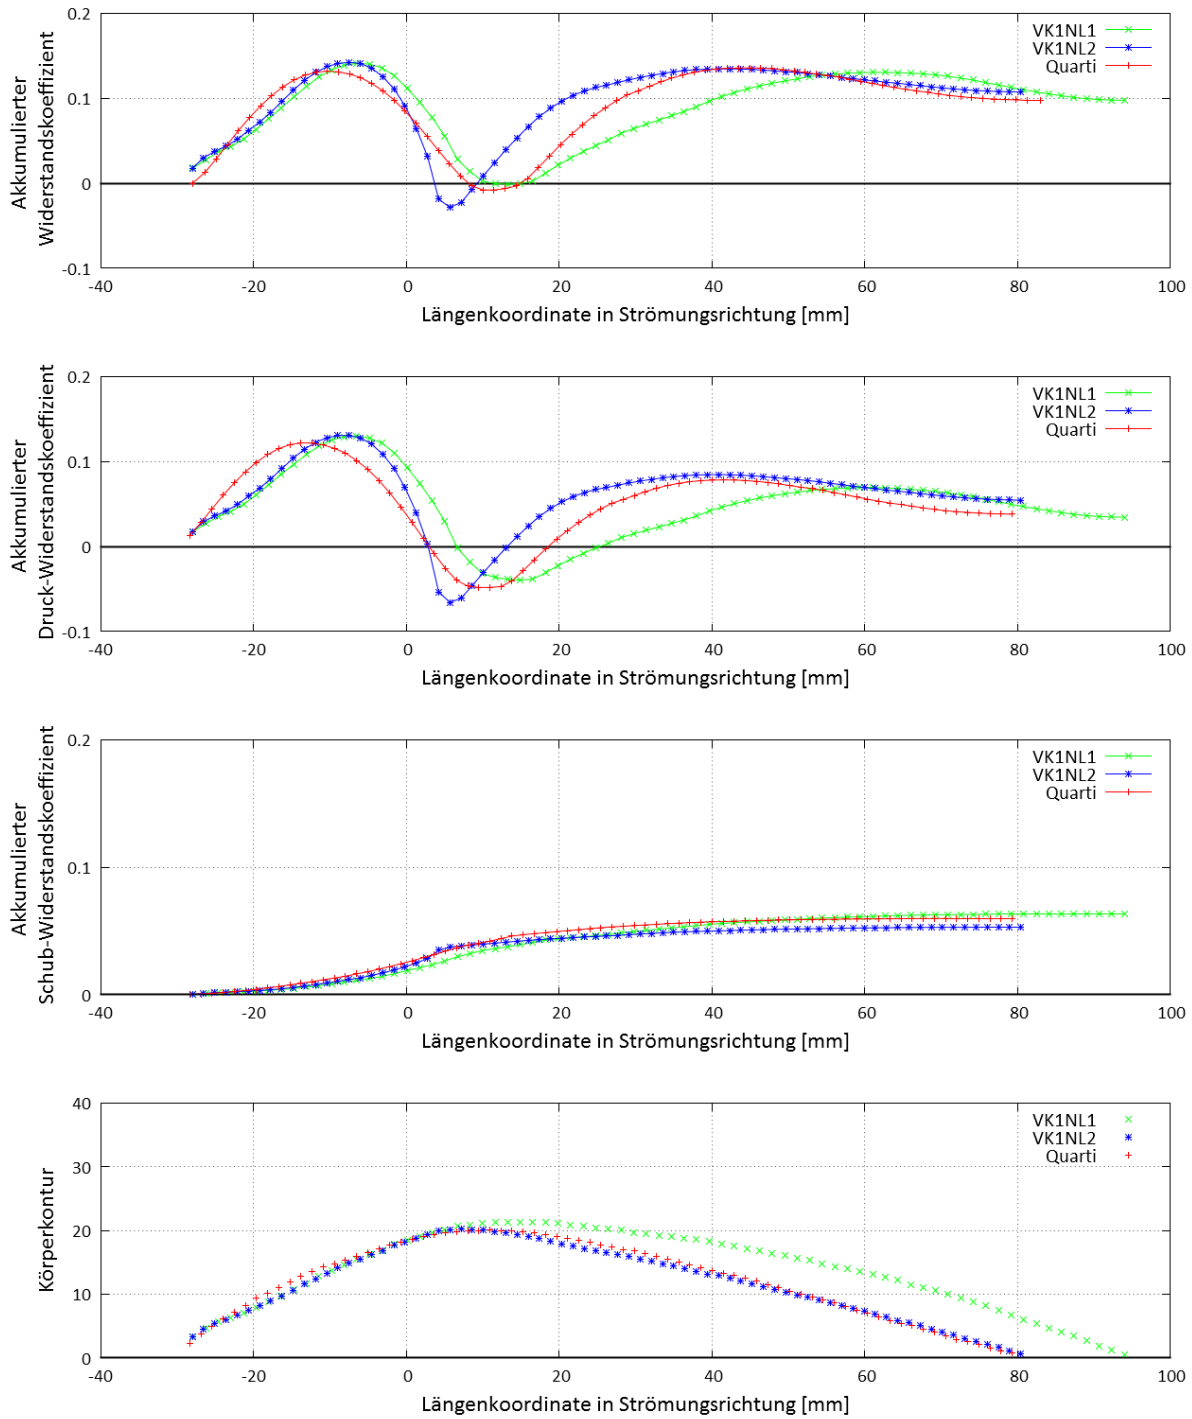 Akkumulierter
Widerstandskoeffizient
0.2
0.1
0
-0.1
VK1NL1
VK1NL2
Quarti
-40 -20 0 20 40 60 80 100
Längenkoordinate in Strömungsrichtung [mm]
Akkumulierter
Druck-Widerstandskoeffizient
0.2
0.1
0
-0.1
VK1NL1
VK1NL2
Quarti
-40 -20 0 20 40 60 80 100
Längenkoordinate in Strömungsrichtung [mm]
Akkumulierter
Schub-Widerstandskoeffizient
0.2
0.1
0
VK1NL1
VK1NL2
Quarti
-40 -20 0 20 40 60 80 100
Längenkoordinate in Strömungsrichtung [mm]
Körperkontur
40
30
20
10
0
VK1NL1
VK1NL2
Quarti
-40 -20 0 20 40 60 80 100
Längenkoordinate in Strömungsrichtung [mm]